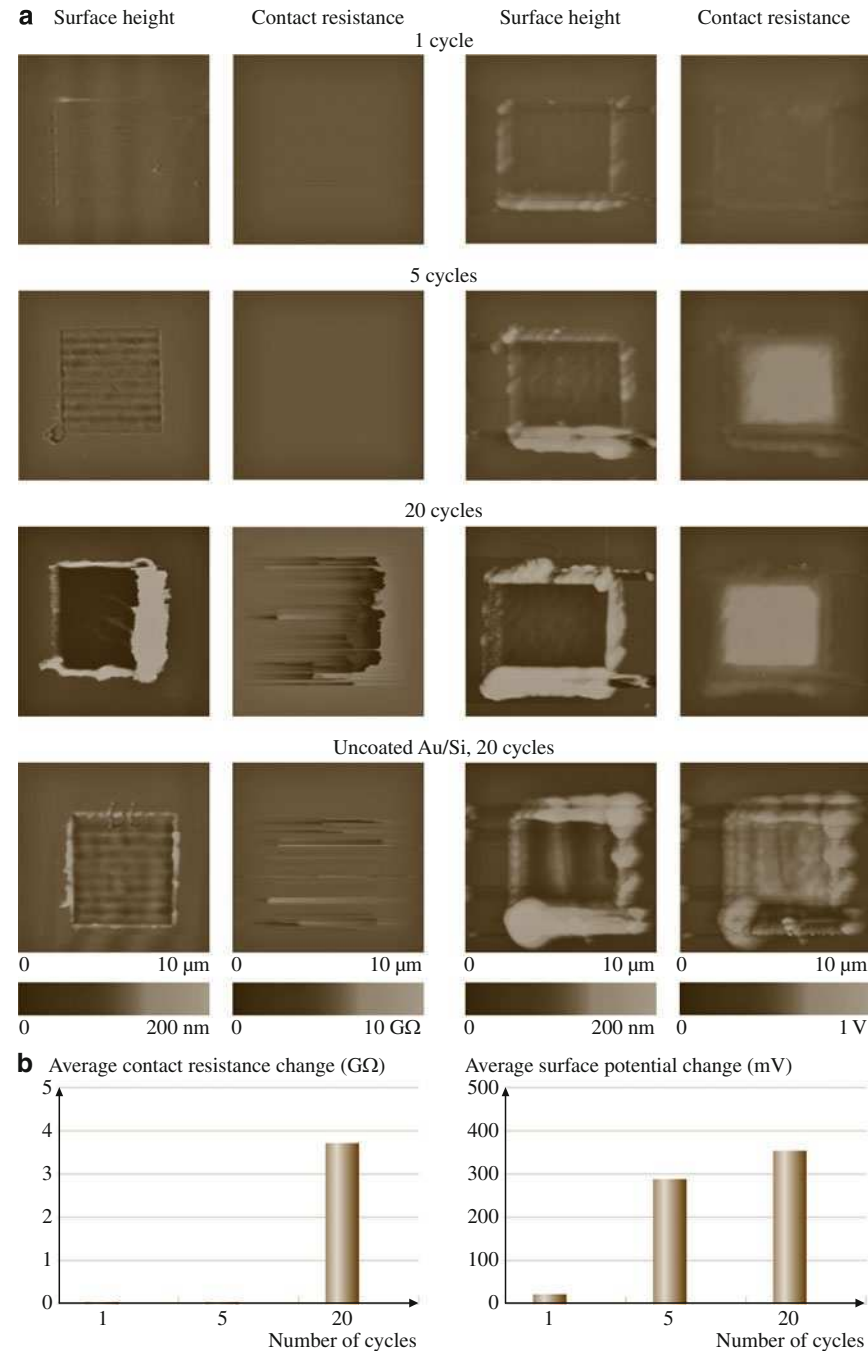 a Surface height Contact resistance Surface height Contact resistance
1 cycle
5 cycles
20 cycles
Uncoated Au/Si, 20 cycles
0 10 µm 0 10 µm 0 10 µm 0 10 µm
0 200 nm 0 10 GΩ 0 200 nm 0 1 V
b Average contact resistance change (GΩ)
5
4
3
2
1
0
1 5 20
Number of cycles
Average surface potential change (mV)
500
400
300
200
100
0
1 5 20
Number of cycles